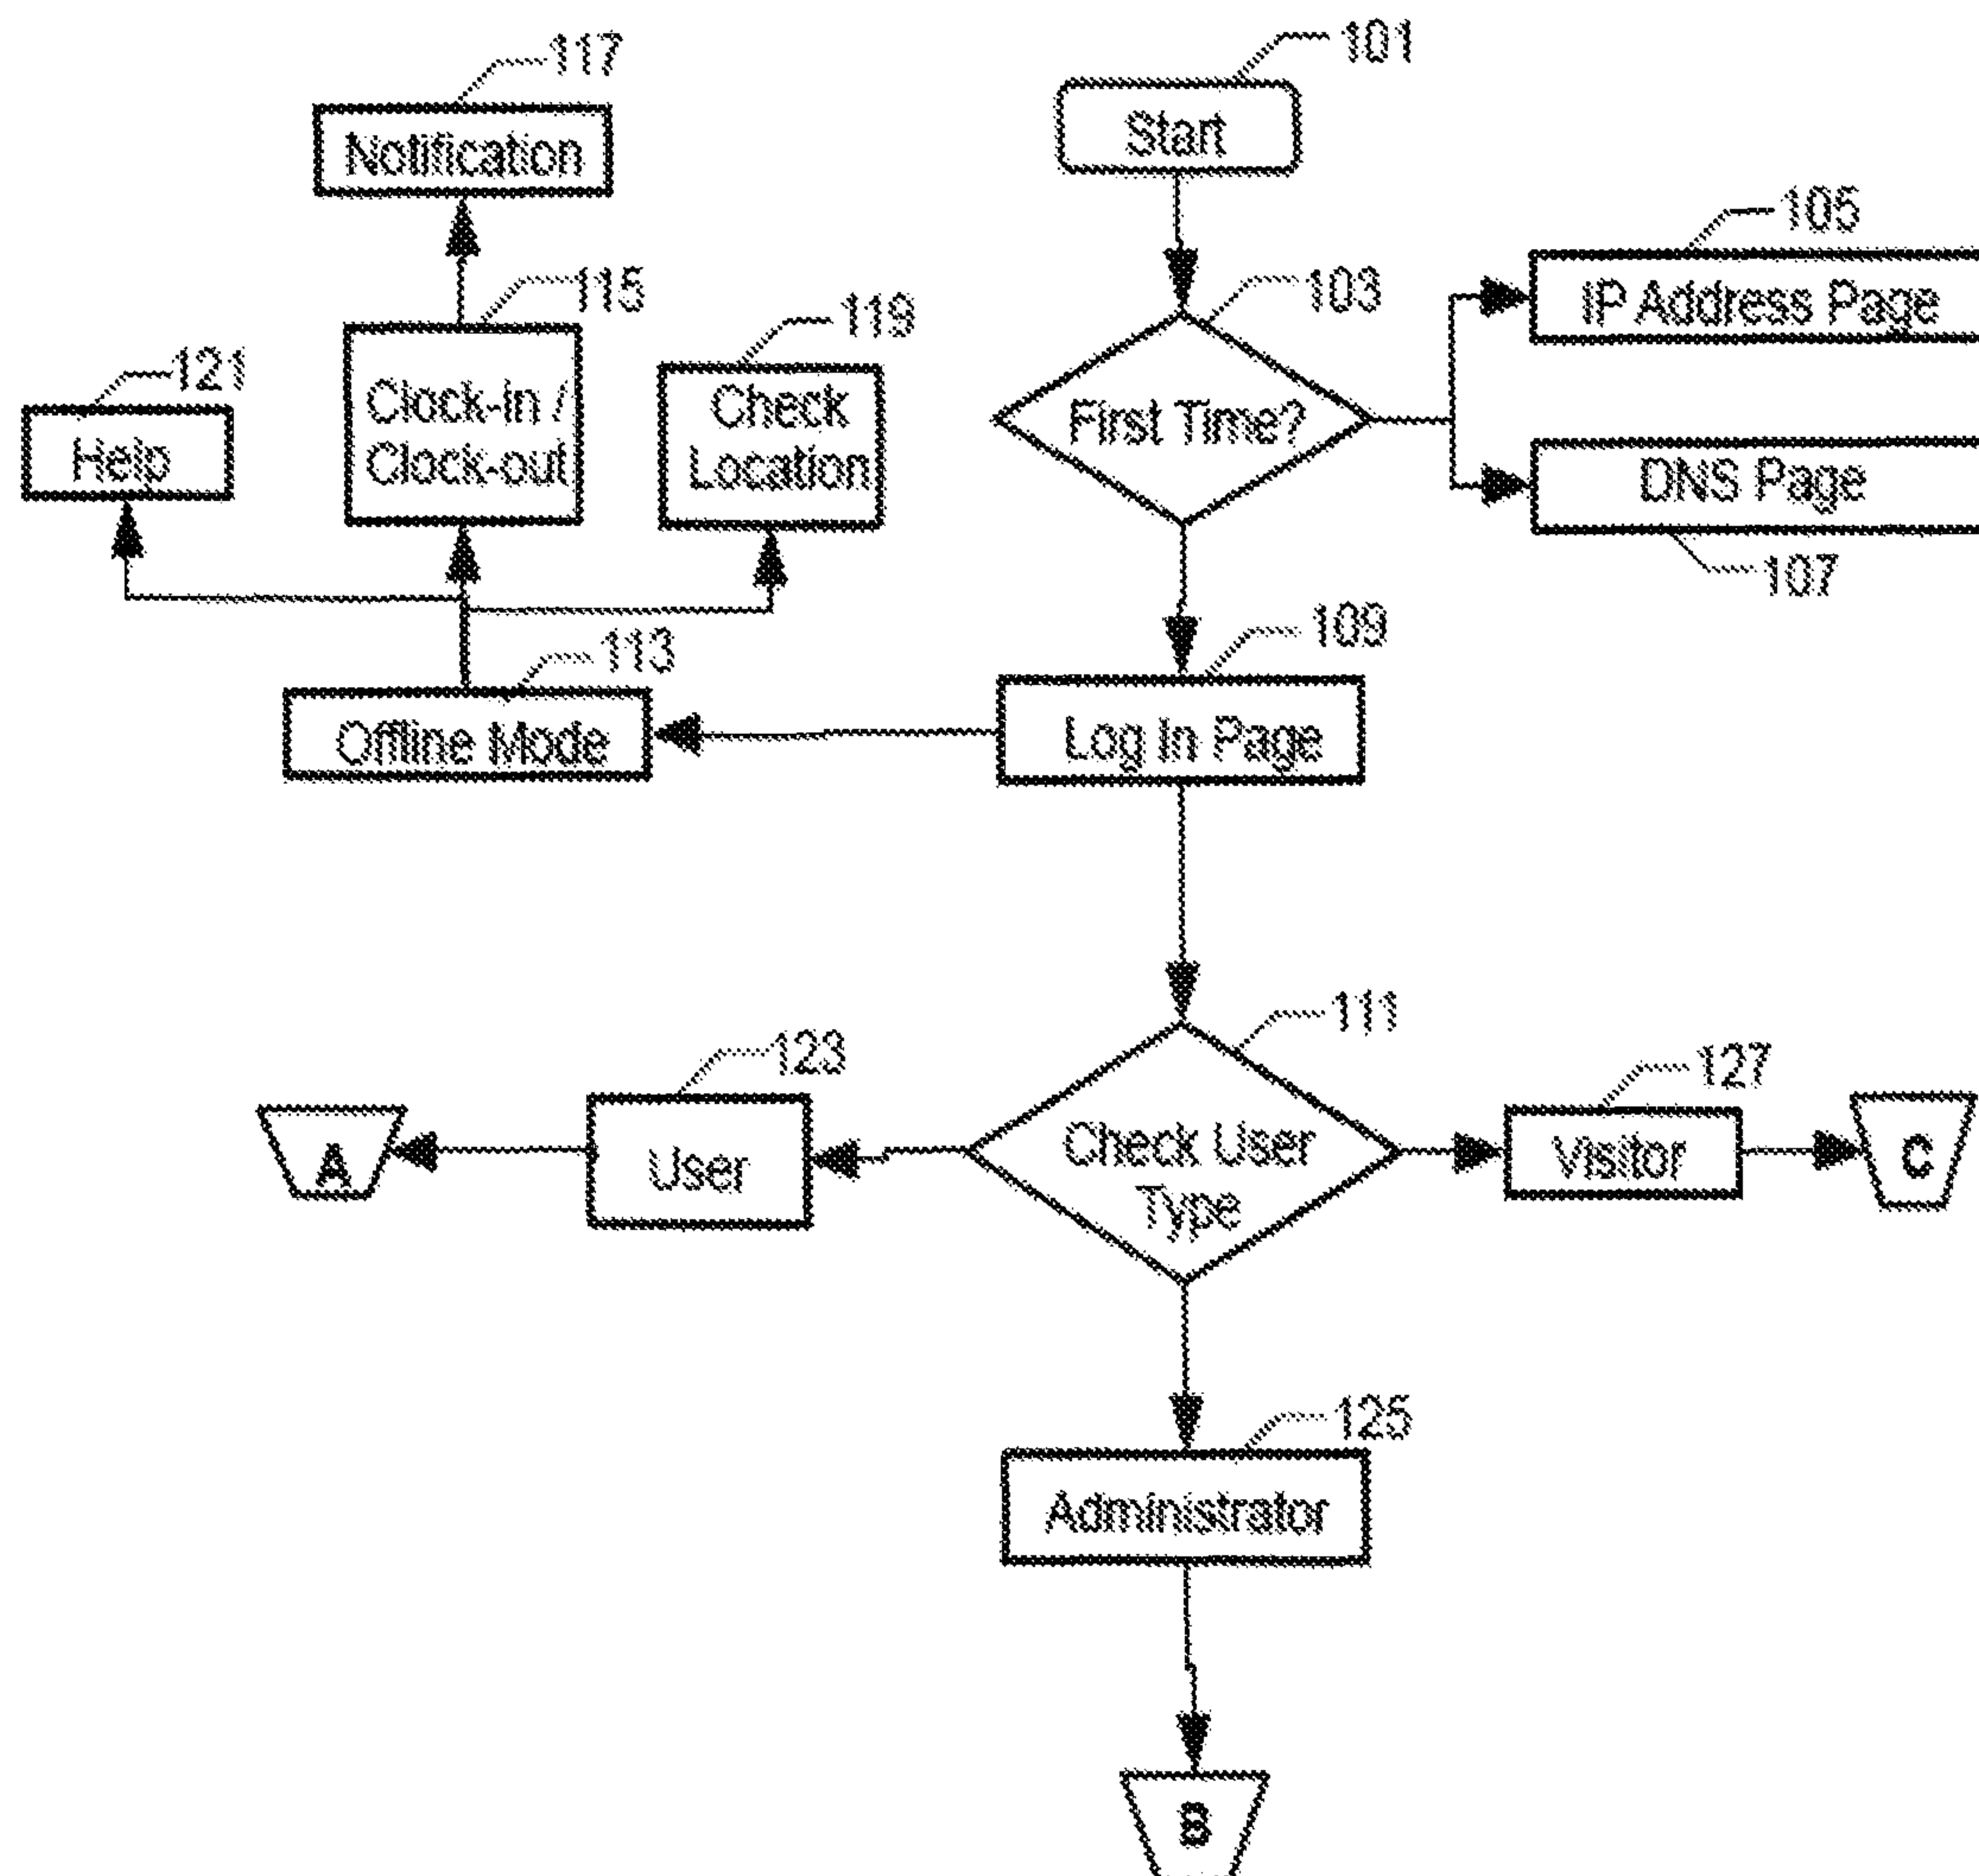 117
101
Notification
Start
105
IP Address Page
115
103
119
121
Clock-in /
Clock-out
Check
Location
First Time?
Help
DNS Page
107
109
113
Offline Mode
Log In Page
111
123
127
A
User
Check User
Type
Visitor
C
125
Administrator
B